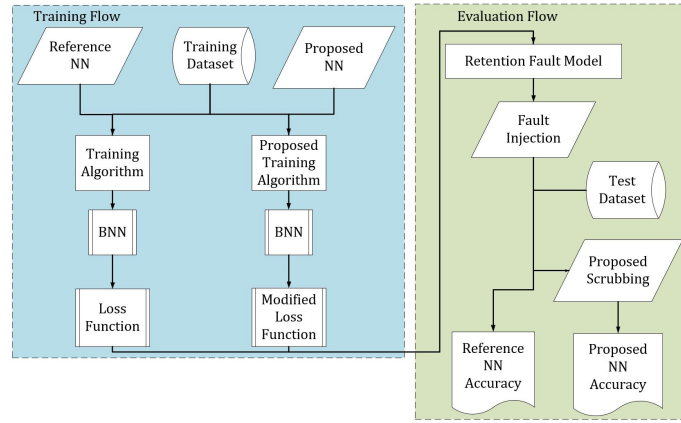 Training Flow
Reference
NN
Training
Dataset
Proposed
NN
Training
Algorithm
Proposed
Training
Algorithm
BNN
BNN
Loss
Function
Modified
Loss
Function
Evaluation Flow
Retention Fault Model
Fault
Injection
Test
Dataset
Proposed
Scrubbing
Reference
NN
Accuracy
Proposed
NN
Accuracy